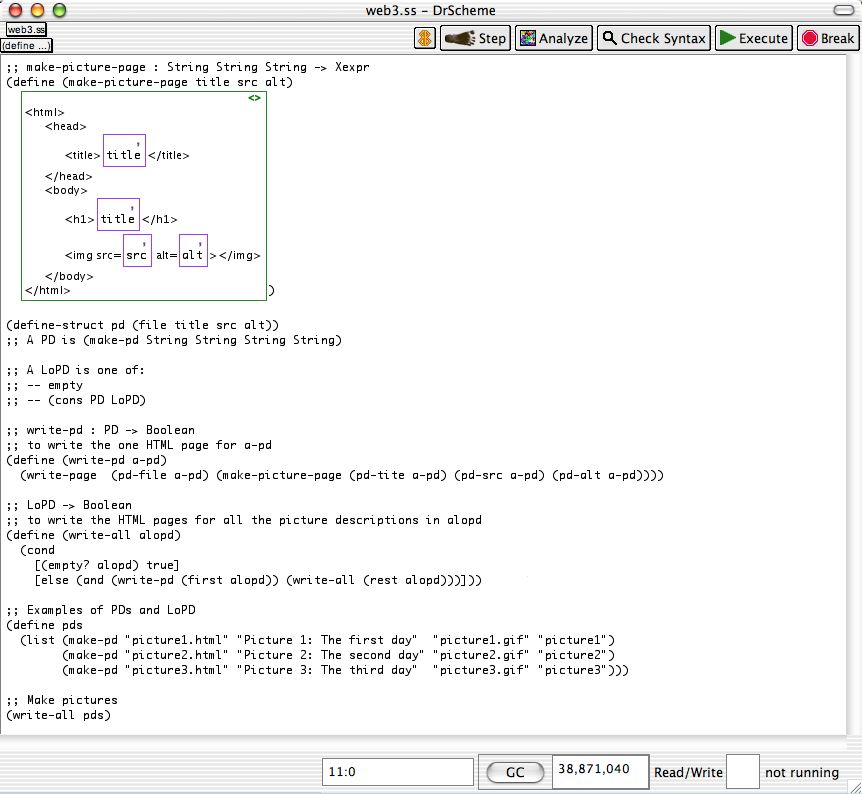 web3.ss - DrScheme
web3.ss
(define ...)
Step Analyze Check Syntax Execute Break
;; make-picture-page : String String String -> Xexpr
(define (make-picture-page title src alt)
<>
<html>
<head>
<title> ,title </title>
</head>
<body>
<h1> ,title </h1>
<img src= ,src alt= ,alt ></img>
</body>
</html> )
(define-struct pd (file title src alt))
;; A PD is (make-pd String String String String)
;; A LoPD is one of:
;; -- empty
;; -- (cons PD LoPD)
;; write-pd : PD -> Boolean
;; to write the one HTML page for a-pd
(define (write-pd a-pd)
(write-page (pd-file a-pd) (make-picture-page (pd-tite a-pd) (pd-src a-pd) (pd-alt a-pd))))
;; LoPD -> Boolean
;; to write the HTML pages for all the picture descriptions in alopd
(define (write-all alopd)
(cond
[(empty? alopd) true]
[else (and (write-pd (first alopd)) (write-all (rest alopd)))]))
;; Examples of PDs and LoPD
(define pds
(list (make-pd "picture1.html" "Picture 1: The first day" "picture1.gif" "picture1")
(make-pd "picture2.html" "Picture 2: The second day" "picture2.gif" "picture2")
(make-pd "picture3.html" "Picture 3: The third day" "picture3.gif" "picture3")))
;; Make pictures
(write-all pds)
11:0 GC 38,871,040 Read/Write not running